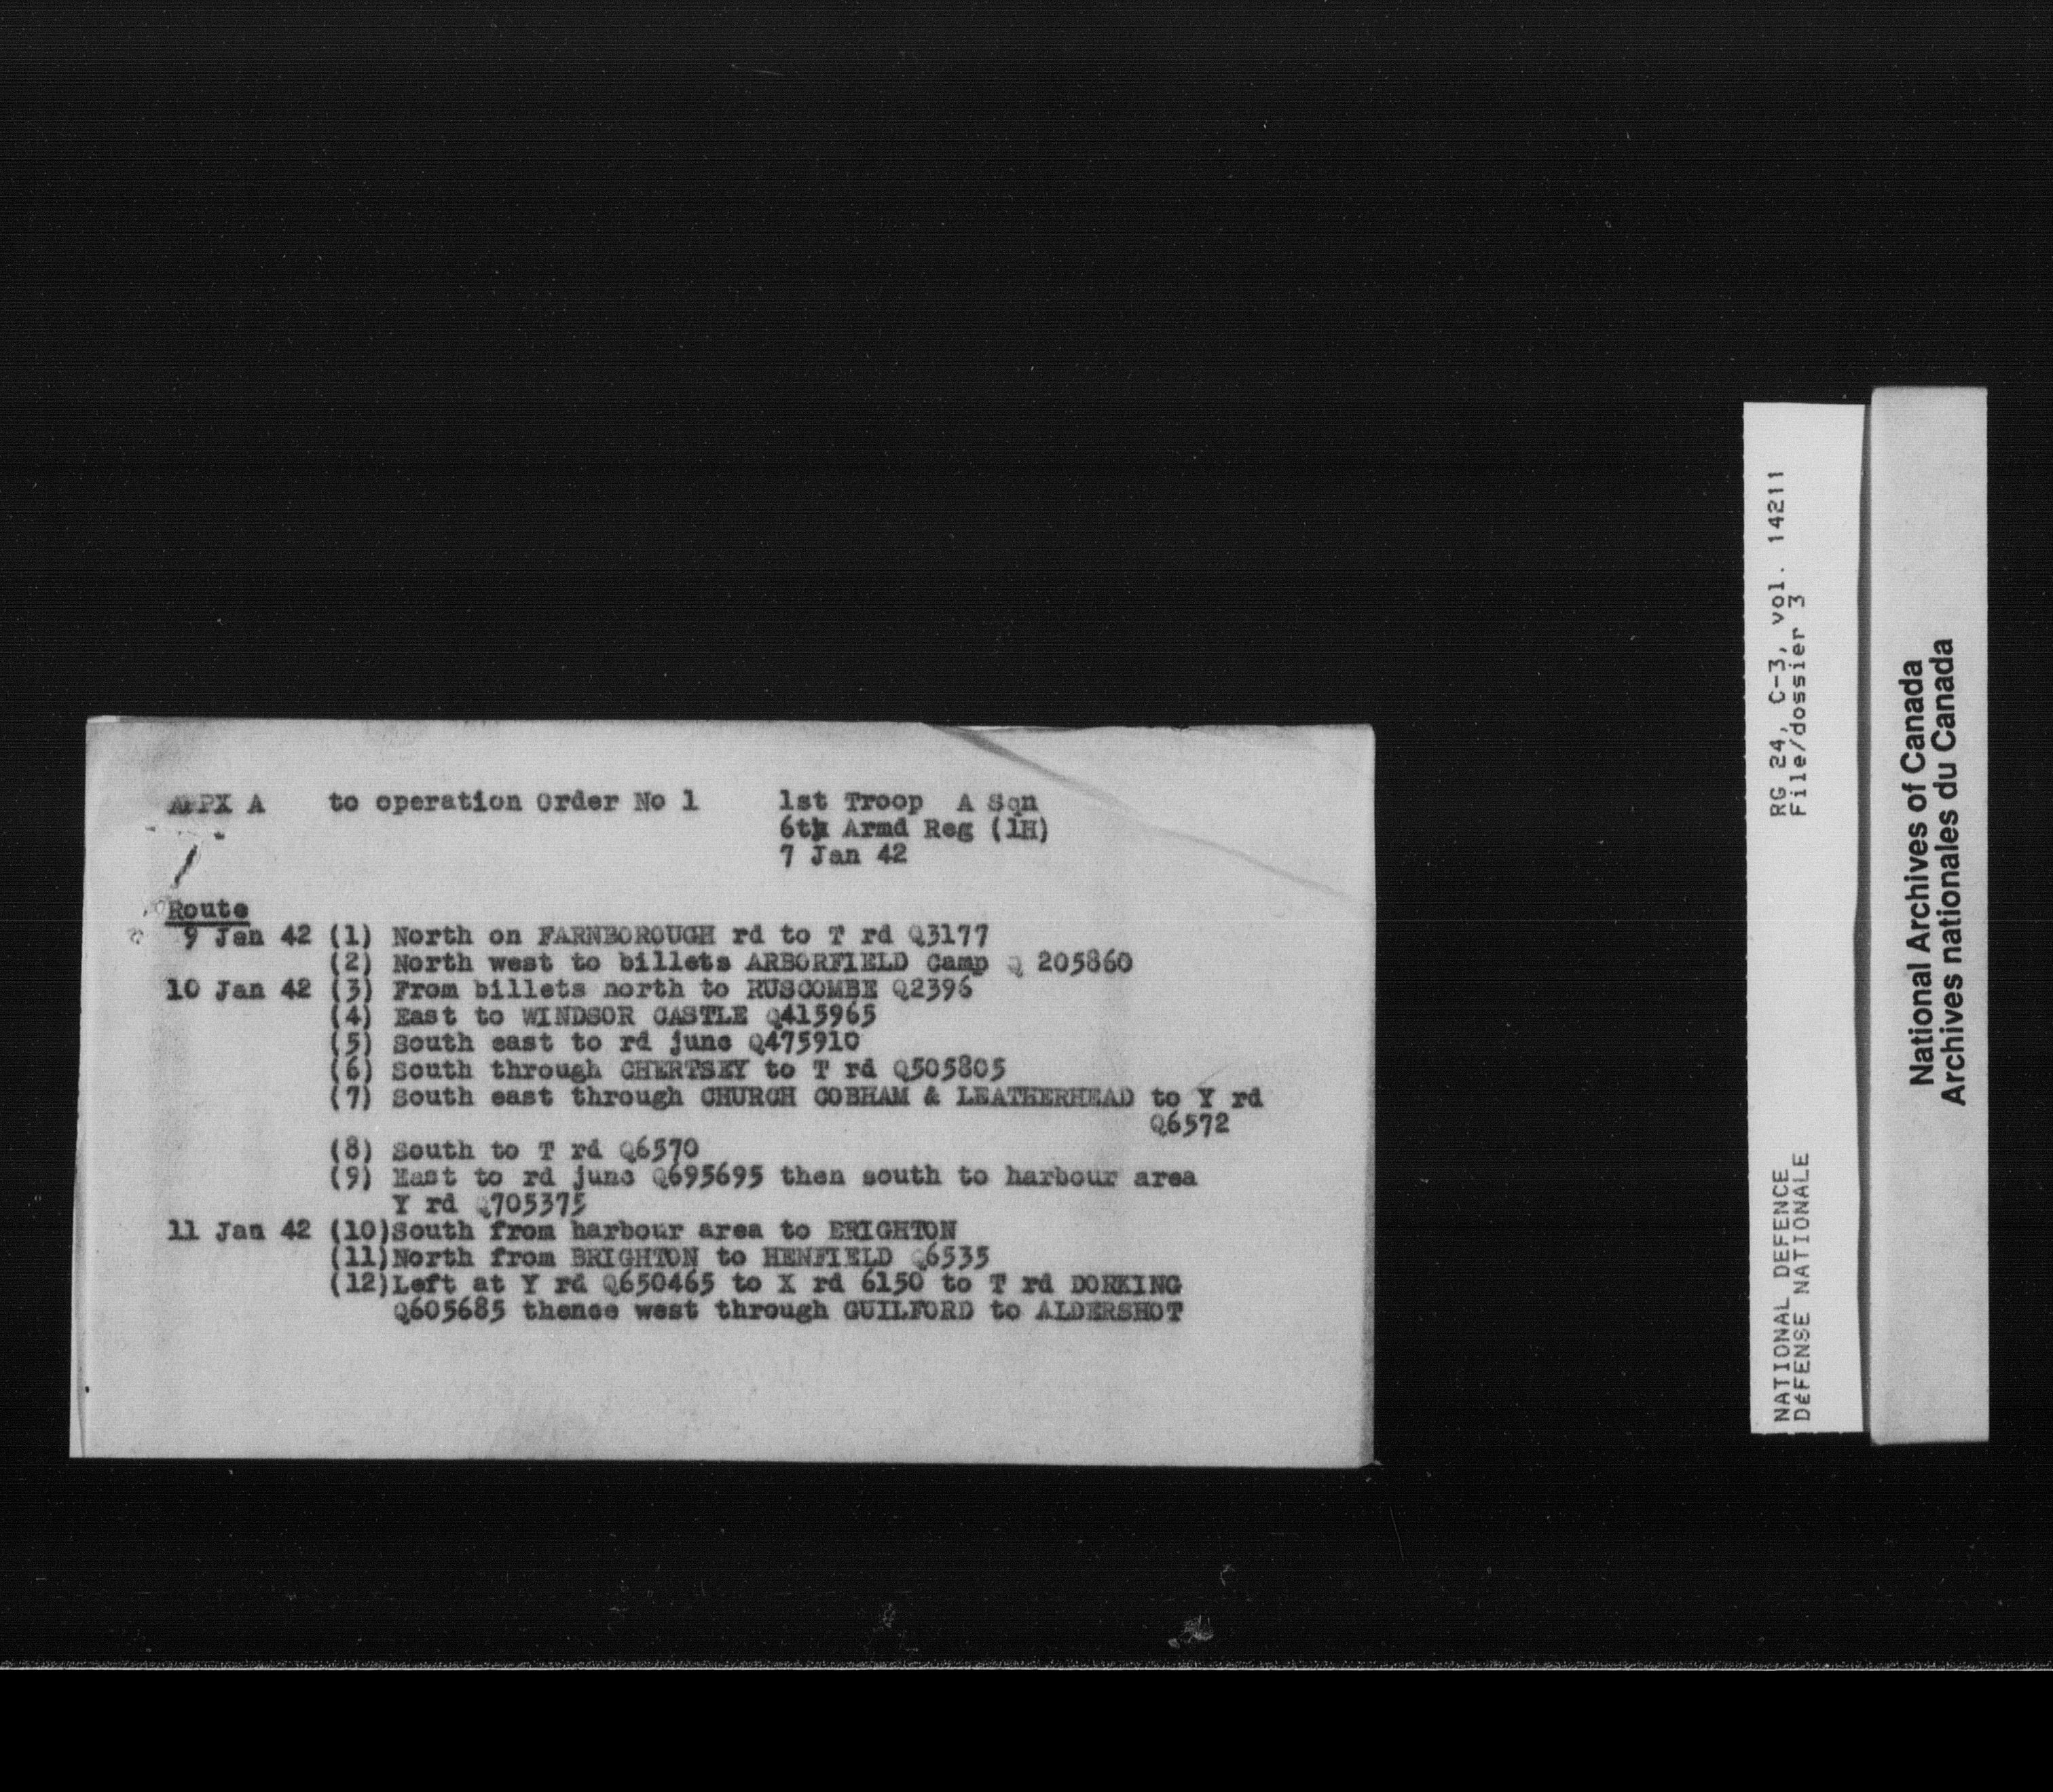 APPX A to operation Order No 1 1st Troop A Sqn
6th Armd Reg (1H)
7 Jan 42
Route
9 Jan 42 (1) North on FARNBOROUGH rd to T rd Q3177
(2) North west to billets ARBORFIELD Camp Q 205860
10 Jan 42 (3) From billets north to RUSCOMBE Q2396
(4) East to WINDSOR CASTLE Q415965
(5) South east to rd junc Q475910
(6) South through CHERTSEY to T rd Q505805
(7) South east through CHURCH COBHAM & LEATHERHEAD to Y rd
Q6572
(8) South to T rd Q6570
(9) East to rd junc Q695695 then south to harbour area
Y rd Q705375
11 Jan 42 (10)South from harbour area to BRIGHTON
(11)North from BRIGHTON to HENFIELD Q6535
(12)Left at Y rd Q650465 to X rd 6150 to T rd DORKING
Q605685 thence west through GUILFORD to ALDERSHOT
NATIONAL DEFENCE RG 24, C-3, vol. 14211
DéFENSE NATIONALE File/dossier 3
National Archives of Canada
Archives nationales du Canada